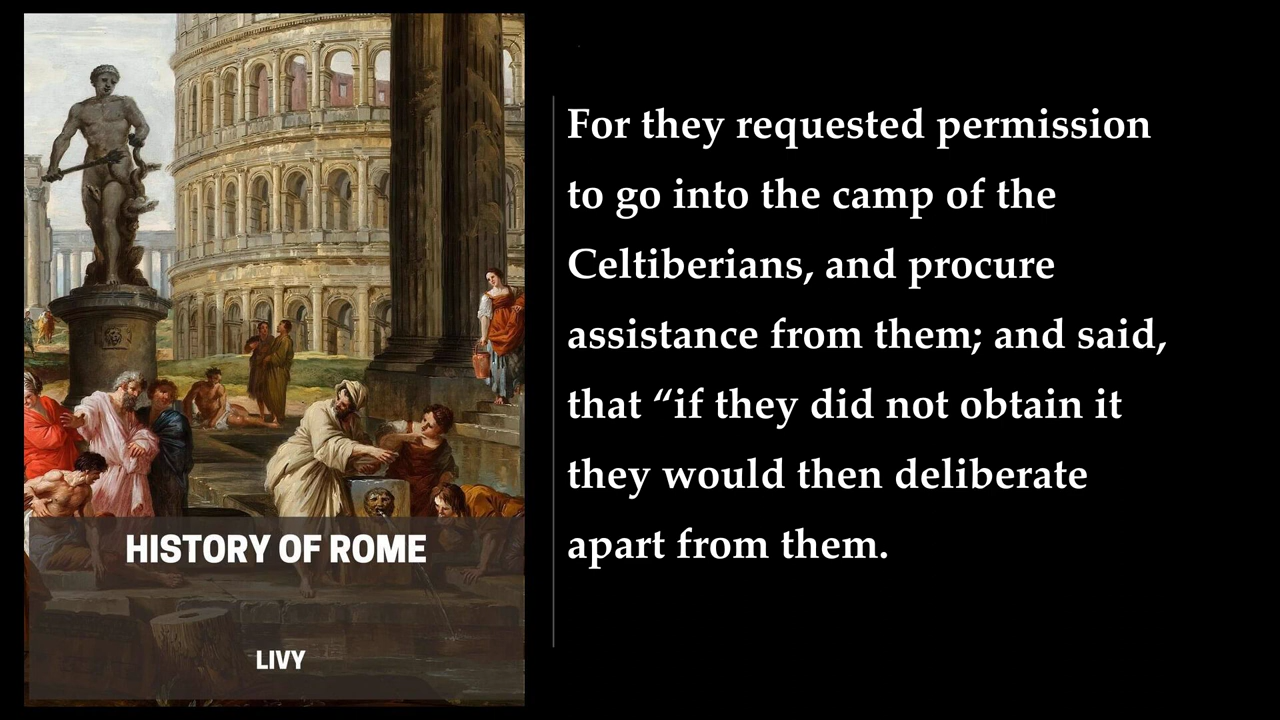 HISTORY OF ROME
LIVY
For they requested permission
to go into the camp of the
Celtiberians, and procure
assistance from them; and said,
that “if they did not obtain it
they would then deliberate
apart from them.